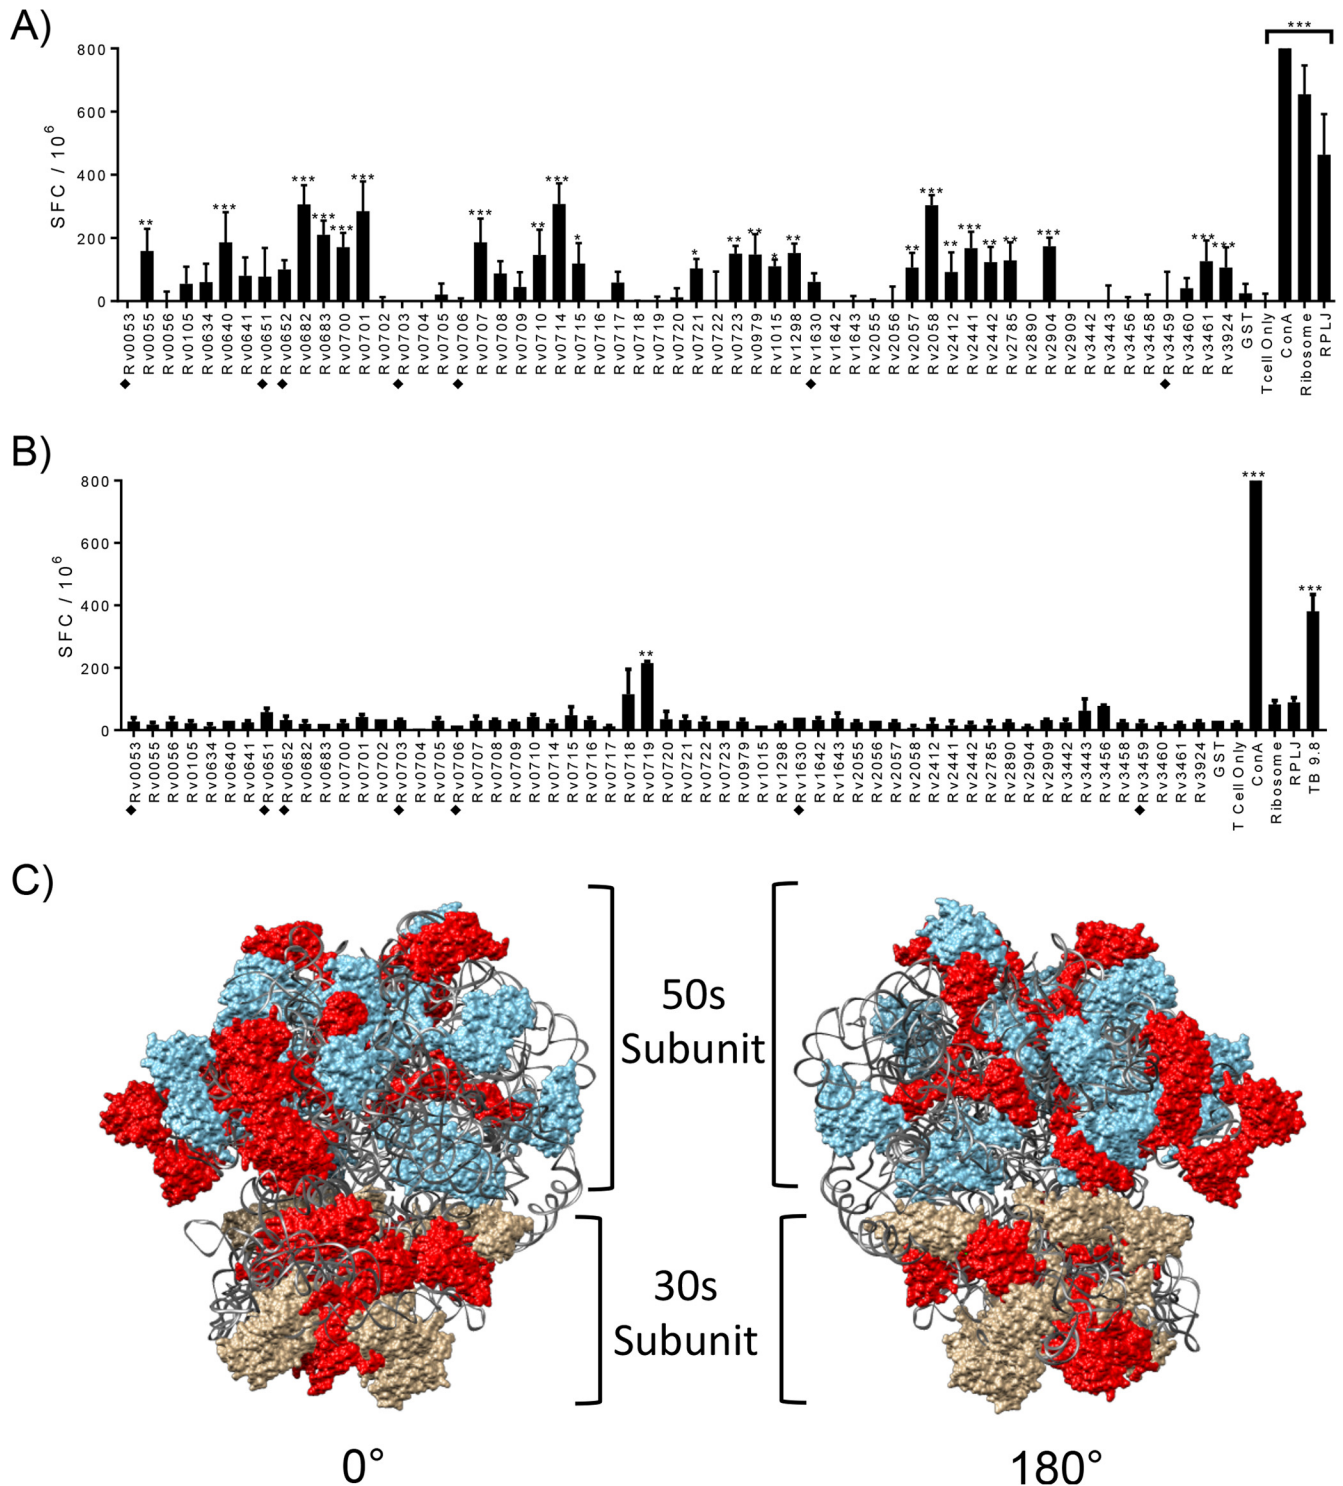 A)
***
800
600
400
200
0
SFC / 10^6
** *** *** *** *** *** *** ** *** * * ** ** * ** ** *** ** *** ** ** *** *** ***
◆Rv0053
Rv0055
Rv0056
Rv0105
Rv0634
Rv0640
Rv0641
◆Rv0651
◆Rv0652
Rv0682
Rv0683
Rv0700
Rv0701
Rv0702
◆Rv0703
Rv0704
Rv0705
◆Rv0706
Rv0707
Rv0708
Rv0709
Rv0710
Rv0714
Rv0715
Rv0716
Rv0717
Rv0718
Rv0719
Rv0720
Rv0721
Rv0722
Rv0723
Rv0979
Rv1015
Rv1298
◆Rv1630
Rv1642
Rv1643
Rv2055
Rv2056
Rv2057
Rv2058
Rv2412
Rv2441
Rv2442
Rv2785
Rv2890
Rv2904
Rv2909
Rv3442
Rv3443
Rv3456
Rv3458
◆Rv3459
Rv3460
Rv3461
Rv3924
GST
Tcell Only
ConA
Ribosome
RPLJ
B)
800
600
400
200
0
SFC / 10^6
** *** ***
◆Rv0053
Rv0055
Rv0056
Rv0105
Rv0634
Rv0640
Rv0641
◆Rv0651
◆Rv0652
Rv0682
Rv0683
Rv0700
Rv0701
Rv0702
◆Rv0703
Rv0704
Rv0705
◆Rv0706
Rv0707
Rv0708
Rv0709
Rv0710
Rv0714
Rv0715
Rv0716
Rv0717
Rv0718
Rv0719
Rv0720
Rv0721
Rv0722
Rv0723
Rv0979
Rv1015
Rv1298
◆Rv1630
Rv1642
Rv1643
Rv2055
Rv2056
Rv2057
Rv2058
Rv2412
Rv2441
Rv2442
Rv2785
Rv2890
Rv2904
Rv2909
Rv3442
Rv3443
Rv3456
Rv3458
◆Rv3459
Rv3460
Rv3461
Rv3924
GST
T Cell Only
ConA
Ribosome
RPLJ
TB 9.8
C)
50s
Subunit
30s
Subunit
0°
180°